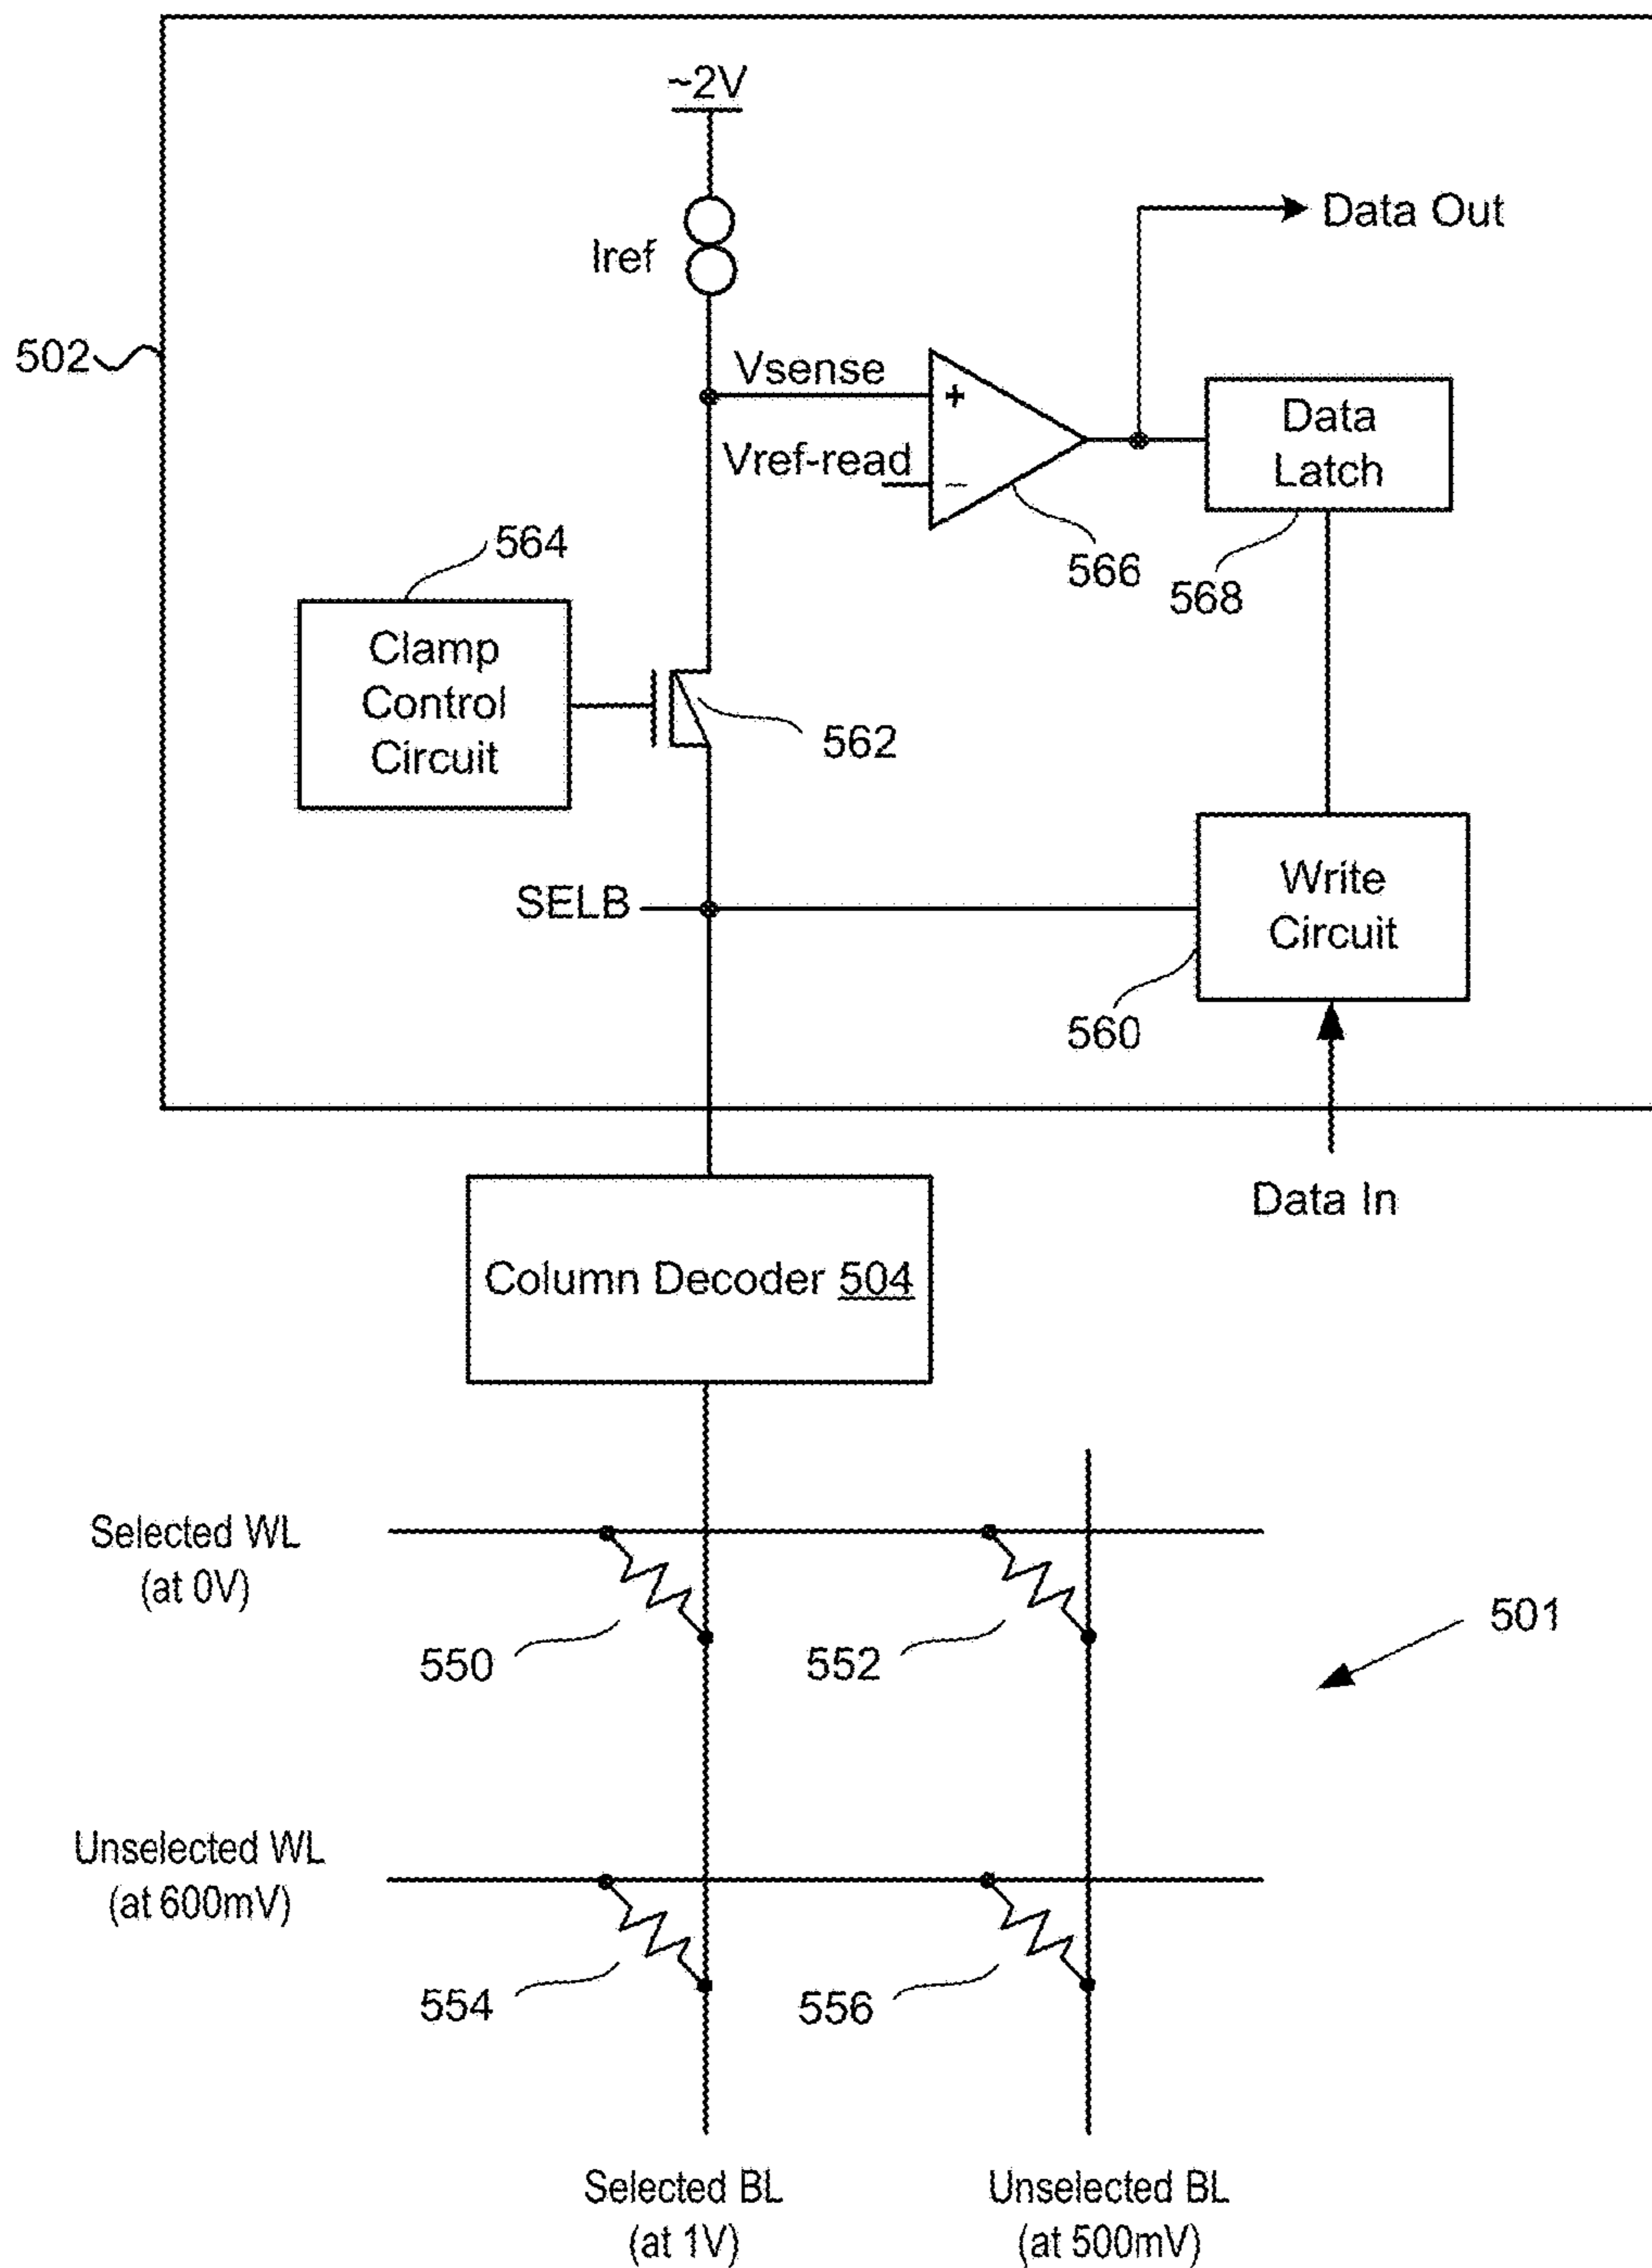 ~2V
Iref
Data Out
502
Vsense
+
Vref-read
−
Data
Latch
566
568
564
Clamp
Control
Circuit
562
SELB
Write
Circuit
560
Data In
Column Decoder 504
Selected WL
(at 0V)
550
552
501
Unselected WL
(at 600mV)
554
556
Selected BL
(at 1V)
Unselected BL
(at 500mV)